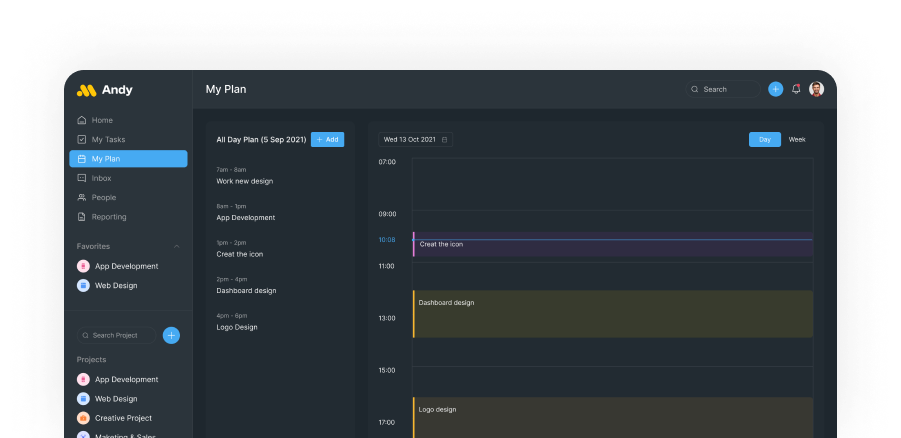 Andy
My Plan
Search
Home
My Tasks
My Plan
Inbox
People
Reporting
Favorites
App Development
Web Design
Search Project
Projects
App Development
Web Design
Creative Project
Maketing & Sales
All Day Plan (5 Sep 2021)
+ Add
7am - 8am
Work new design
8am - 1pm
App Development
1pm - 2pm
Creat the icon
2pm - 4pm
Dashboard design
4pm - 6pm
Logo Design
Wed 13 Oct 2021
Day
Week
07:00
09:00
10:08
Creat the icon
11:00
Dashboard design
13:00
15:00
Logo design
17:00